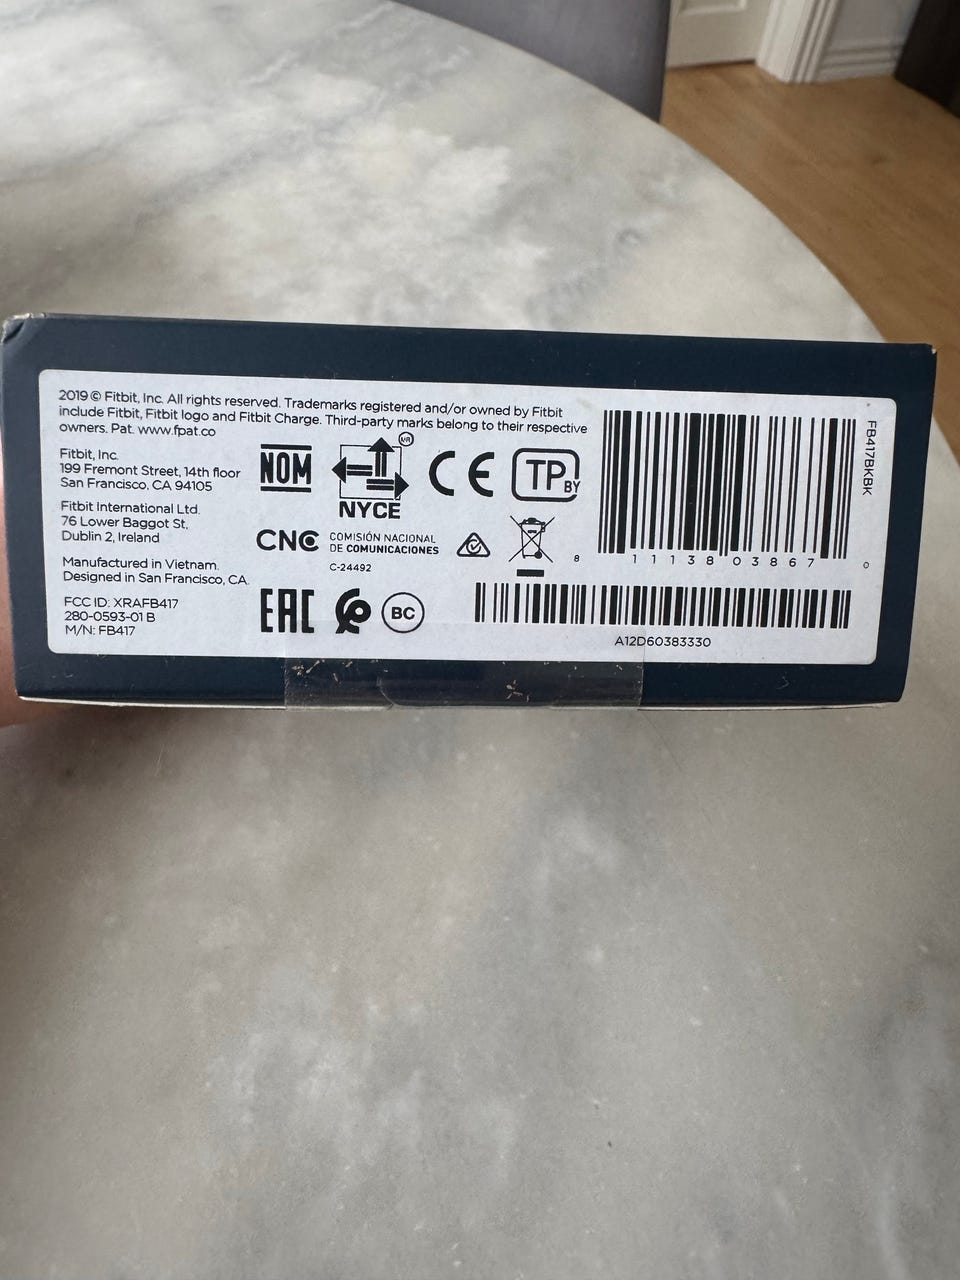 2019 © Fitbit, Inc. All rights reserved. Trademarks registered and/or owned by Fitbit
include Fitbit, Fitbit logo and Fitbit Charge. Third-party marks belong to their respective
owners. Pat. www.fpat.co
Fitbit, Inc.
199 Fremont Street, 14th floor
San Francisco, CA 94105
Fitbit International Ltd.
76 Lower Baggot St,
Dublin 2, Ireland
Manufactured in Vietnam.
Designed in San Francisco, CA.
FCC ID: XRAFB417
280-0593-01 B
M/N: FB417
NOM
MR
NYCE
CE
TP
BY
CNC
COMISIÓN NACIONAL
DE COMUNICACIONES
C-24492
EAC
BC
8 11138 03867 0
FB417BKBK
A12D60383330